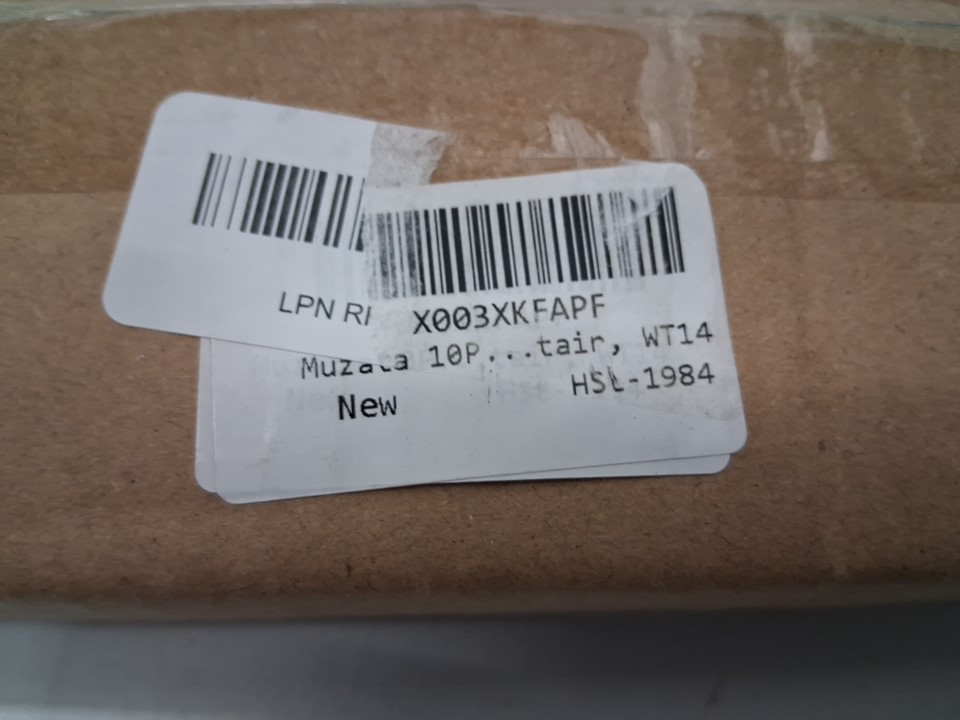 LPN
X003XKFAPF
Muzata 10P...tair, WT14
HSL-1984
New